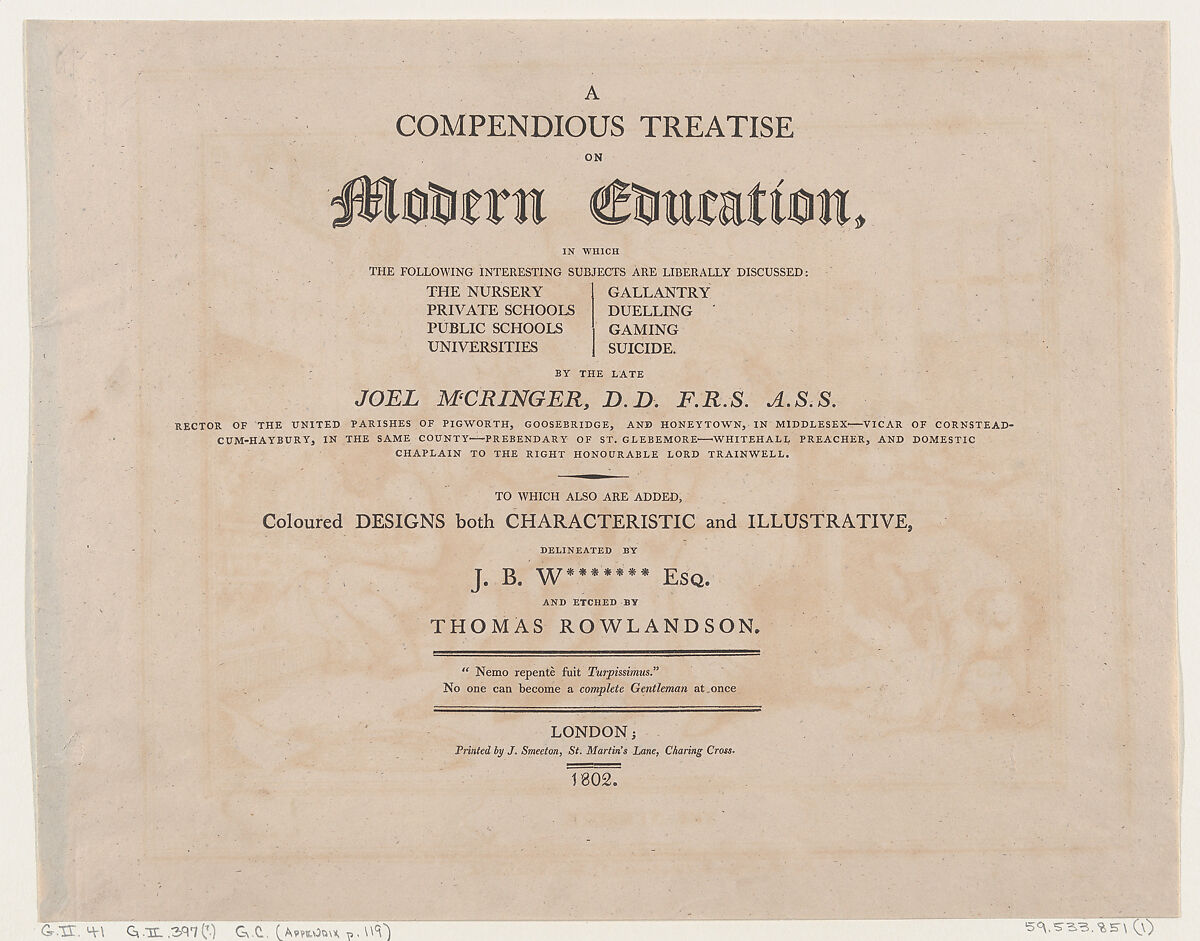 A
COMPENDIOUS TREATISE
ON
Modern Education,
IN WHICH
THE FOLLOWING INTERESTING SUBJECTS ARE LIBERALLY DISCUSSED:
THE NURSERY
PRIVATE SCHOOLS
PUBLIC SCHOOLS
UNIVERSITIES
GALLANTRY
DUELLING
GAMING
SUICIDE.
BY THE LATE
JOEL M·CRINGER, D.D. F.R.S. A.S.S.
RECTOR OF THE UNITED PARISHES OF PIGWORTH, GOOSEBRIDGE, AND HONEYTOWN, IN MIDDLESEX—VICAR OF CORNSTEAD-
CUM-HAYBURY, IN THE SAME COUNTY—PREBENDARY OF ST. GLEBEMORE—WHITEHALL PREACHER, AND DOMESTIC
CHAPLAIN TO THE RIGHT HONOURABLE LORD TRAINWELL.
TO WHICH ALSO ARE ADDED,
Coloured DESIGNS both CHARACTERISTIC and ILLUSTRATIVE,
DELINEATED BY
J. B. W******* Esq.
AND ETCHED BY
THOMAS ROWLANDSON.
“ Nemo repentè fuit Turpissimus.”
No one can become a complete Gentleman at once
LONDON;
Printed by J. Smeeton, St. Martin's Lane, Charing Cross.
1802.
G.II. 41 G.II.397(?) G.C. (APPENDIX p. 119)
59.533.851(1)